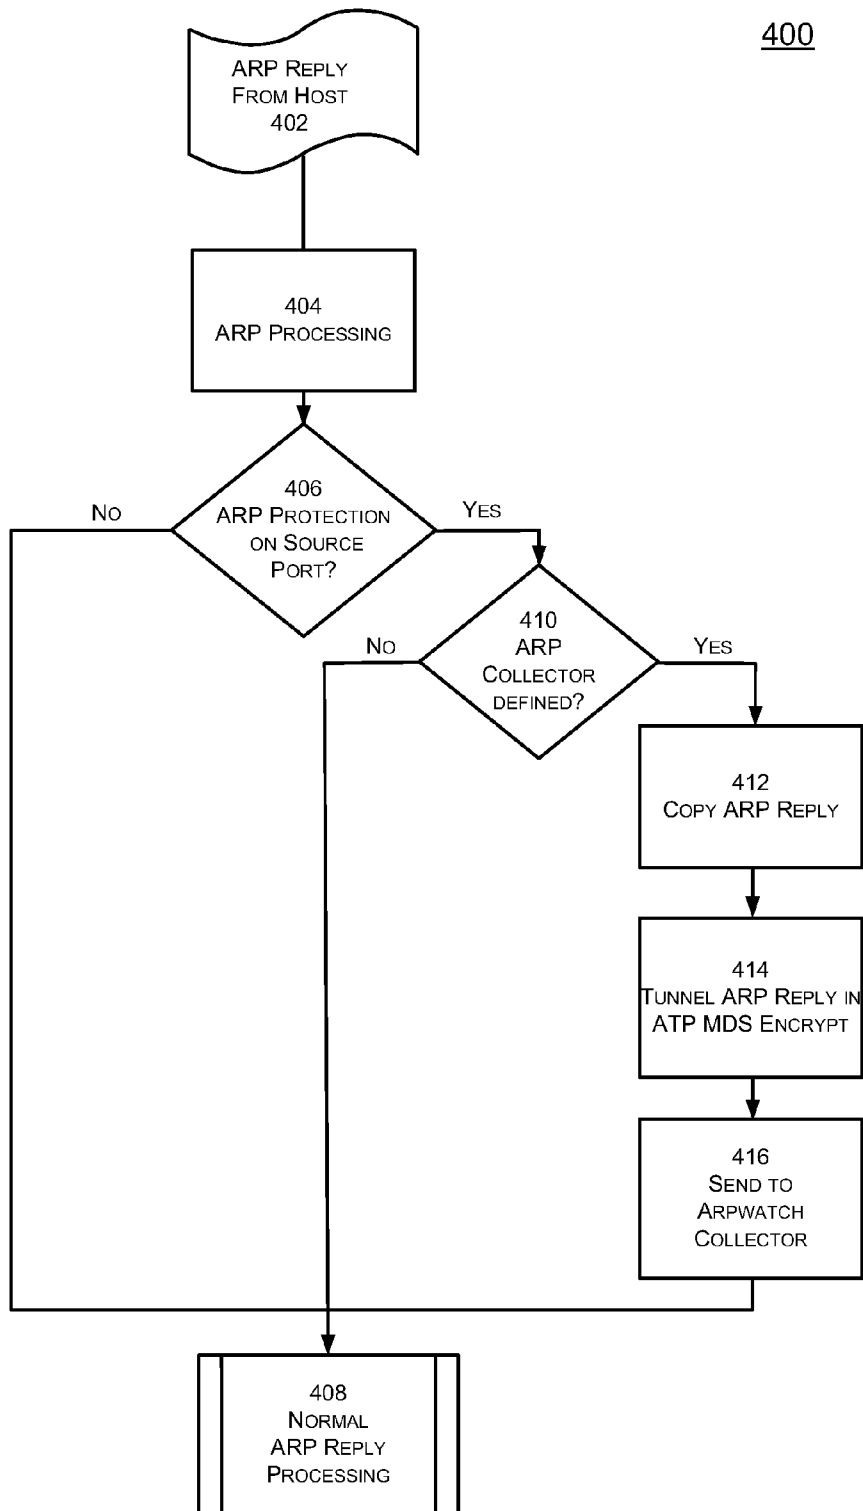 400
ARP REPLY
FROM HOST
402
404
ARP PROCESSING
406
ARP PROTECTION
ON SOURCE
PORT?
NO
YES
410
ARP
COLLECTOR
DEFINED?
NO
YES
412
COPY ARP REPLY
414
TUNNEL ARP REPLY IN
ATP MDS ENCRYPT
416
SEND TO
ARPWATCH
COLLECTOR
408
NORMAL
ARP REPLY
PROCESSING